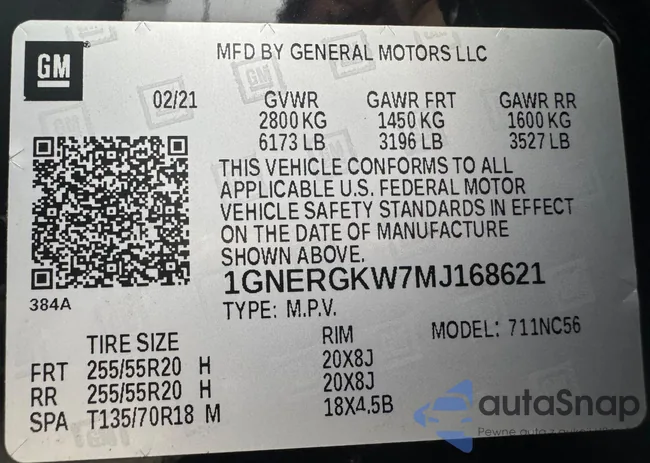 GM
MFD BY GENERAL MOTORS LLC
02/21 GVWR GAWR FRT GAWR RR
2800 KG 1450 KG 1600 KG
6173 LB 3196 LB 3527 LB
THIS VEHICLE CONFORMS TO ALL
APPLICABLE U.S. FEDERAL MOTOR
VEHICLE SAFETY STANDARDS IN EFFECT
ON THE DATE OF MANUFACTURE
SHOWN ABOVE.
384A
1GNERGKW7MJ168621
TYPE: M.P.V.
TIRE SIZE RIM MODEL: 711NC56
FRT 255/55R20 H 20X8J
RR 255/55R20 H 20X8J
SPA T135/70R18 M 18X4.5B
autoSnap
Pewne auto z